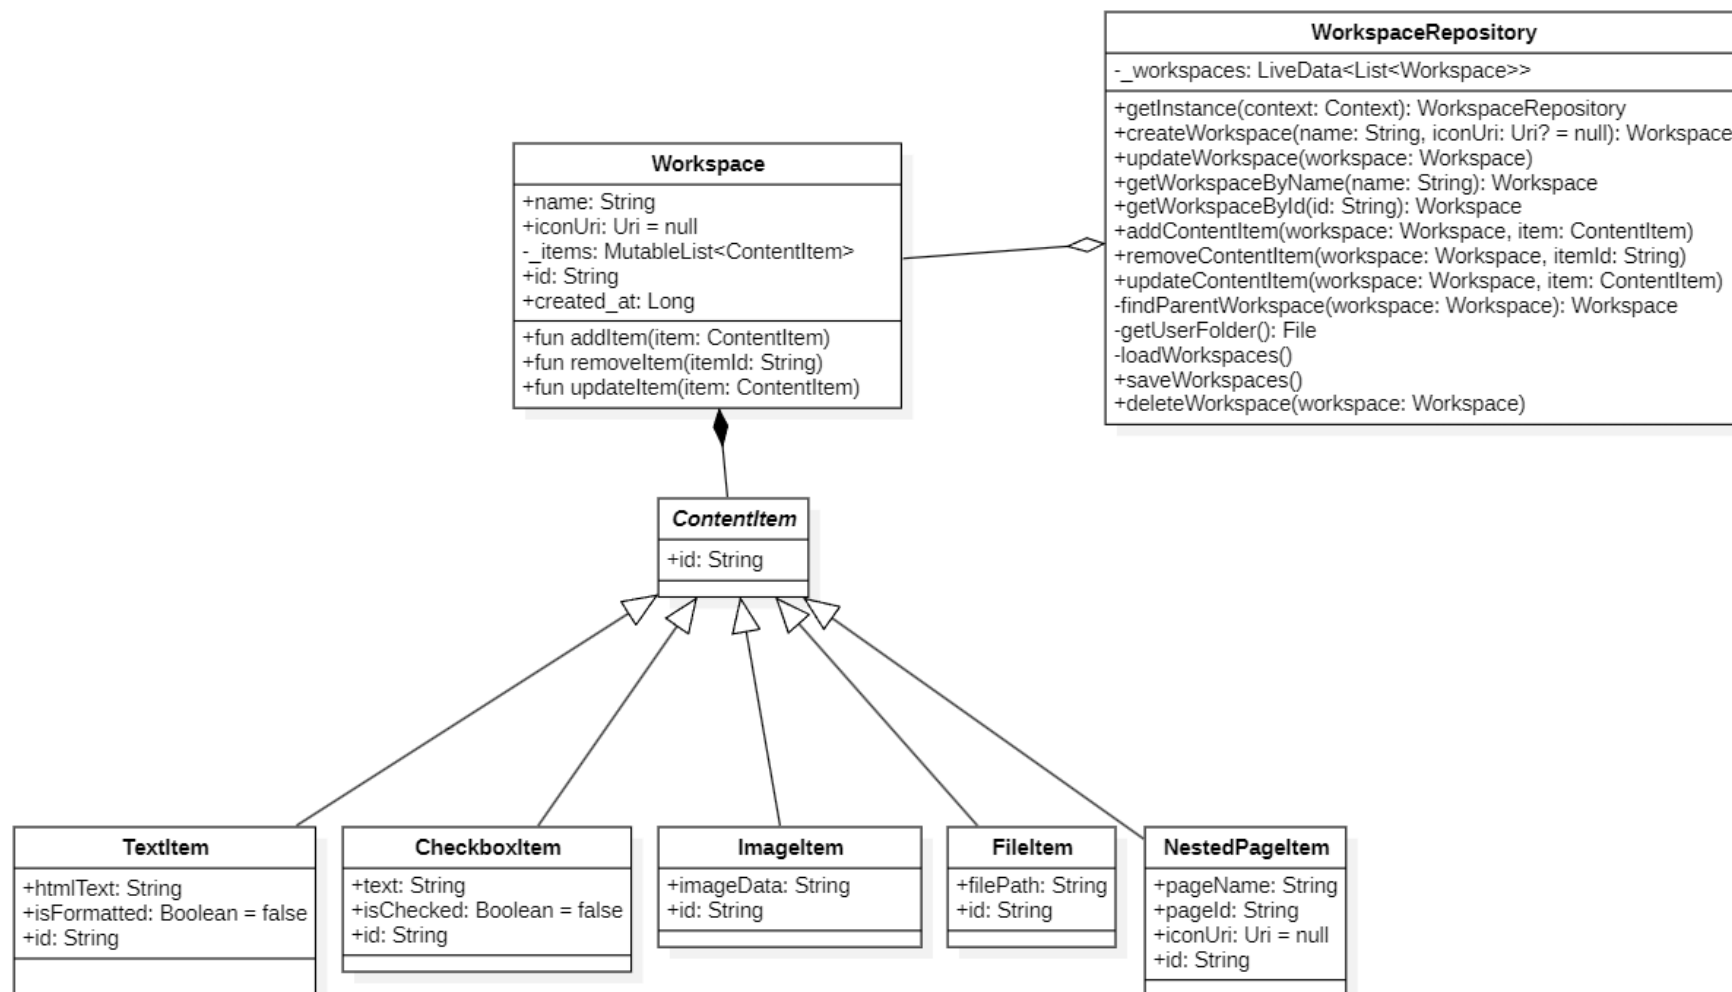 WorkspaceRepository
-_workspaces: LiveData<List<Workspace>>
+getInstance(context: Context): WorkspaceRepository
+createWorkspace(name: String, iconUri: Uri? = null): Workspace
+updateWorkspace(workspace: Workspace)
+getWorkspaceByName(name: String): Workspace
+getWorkspaceById(id: String): Workspace
+addContentItem(workspace: Workspace, item: ContentItem)
+removeContentItem(workspace: Workspace, itemId: String)
+updateContentItem(workspace: Workspace, item: ContentItem)
-findParentWorkspace(workspace: Workspace): Workspace
-getUserFolder(): File
-loadWorkspaces()
+saveWorkspaces()
+deleteWorkspace(workspace: Workspace)
Workspace
+name: String
+iconUri: Uri = null
-_items: MutableList<ContentItem>
+id: String
+created_at: Long
+fun addItem(item: ContentItem)
+fun removeItem(itemId: String)
+fun updateItem(item: ContentItem)
ContentItem
+id: String
TextItem
+htmlText: String
+isFormatted: Boolean = false
+id: String
CheckboxItem
+text: String
+isChecked: Boolean = false
+id: String
ImageItem
+imageData: String
+id: String
FileItem
+filePath: String
+id: String
NestedPageItem
+pageName: String
+pageId: String
+iconUri: Uri = null
+id: String